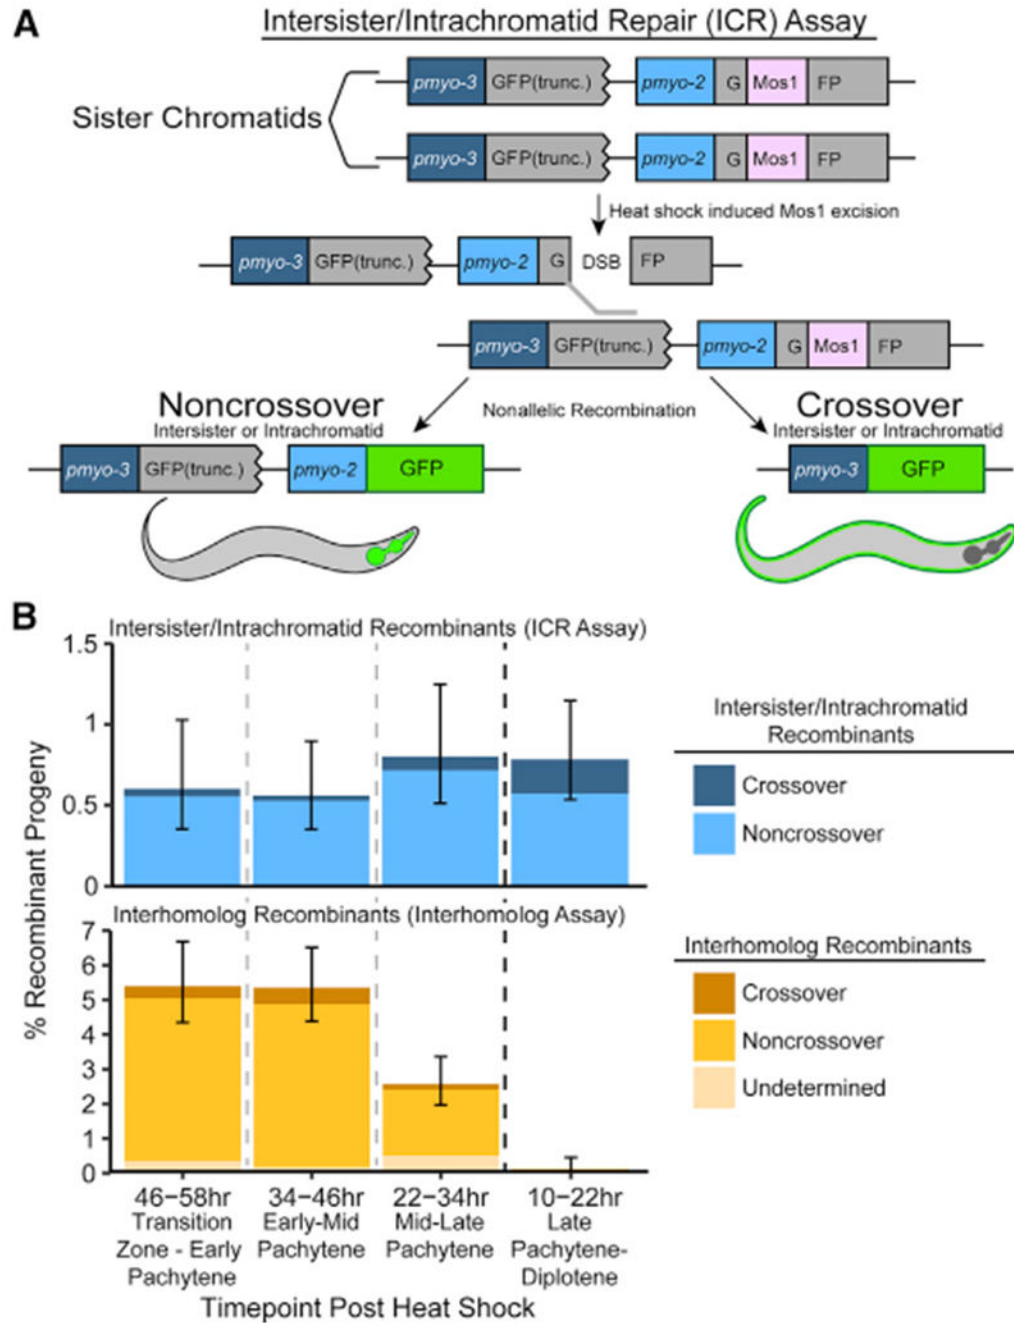 A
Intersister/Intrachromatid Repair (ICR) Assay
Sister Chromatids
pmyo-3 GFP(trunc.) pmyo-2 G Mos1 FP
pmyo-3 GFP(trunc.) pmyo-2 G Mos1 FP
Heat shock induced Mos1 excision
pmyo-3 GFP(trunc.) pmyo-2 G DSB FP
pmyo-3 GFP(trunc.) pmyo-2 G Mos1 FP
Noncrossover
Intersister or Intrachromatid
Nonallelic Recombination
Crossover
Intersister or Intrachromatid
pmyo-3 GFP(trunc.) pmyo-2 GFP
pmyo-3 GFP
B
Intersister/Intrachromatid Recombinants (ICR Assay)
1.5
1
0.5
0
Intersister/Intrachromatid
Recombinants
Crossover
Noncrossover
% Recombinant Progeny
Interhomolog Recombinants (Interhomolog Assay)
7
6
5
4
3
2
1
0
Interhomolog Recombinants
Crossover
Noncrossover
Undetermined
46–58hr 34–46hr 22–34hr 10–22hr
Transition Early-Mid Mid-Late Late
Zone - Early Pachytene Pachytene Pachytene-
Pachytene Diplotene
Timepoint Post Heat Shock